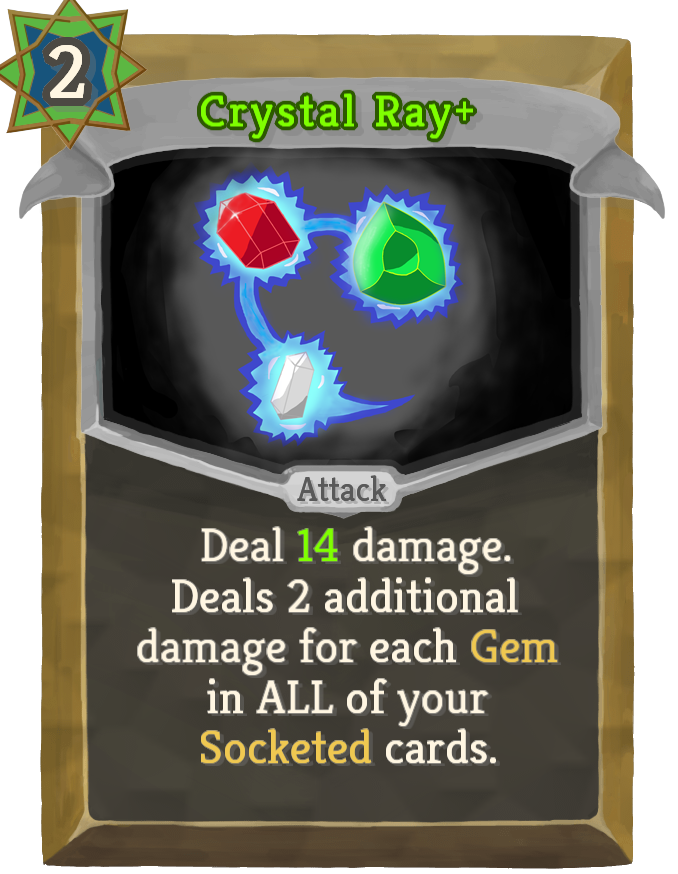 2
Crystal Ray+
Attack
Deal 14 damage.
Deals 2 additional
damage for each Gem
in ALL of your
Socketed cards.